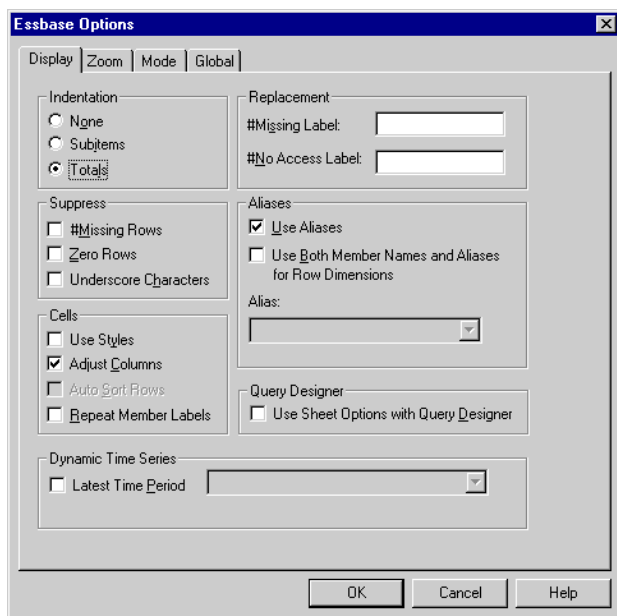 Essbase Options
Display Zoom Mode Global
Indentation
None
Subitems
Totals
Replacement
#Missing Label:
#No Access Label:
Suppress
#Missing Rows
Zero Rows
Underscore Characters
Aliases
Use Aliases
Use Both Member Names and Aliases
for Row Dimensions
Alias:
Cells
Use Styles
Adjust Columns
Auto Sort Rows
Repeat Member Labels
Query Designer
Use Sheet Options with Query Designer
Dynamic Time Series
Latest Time Period
OK Cancel Help